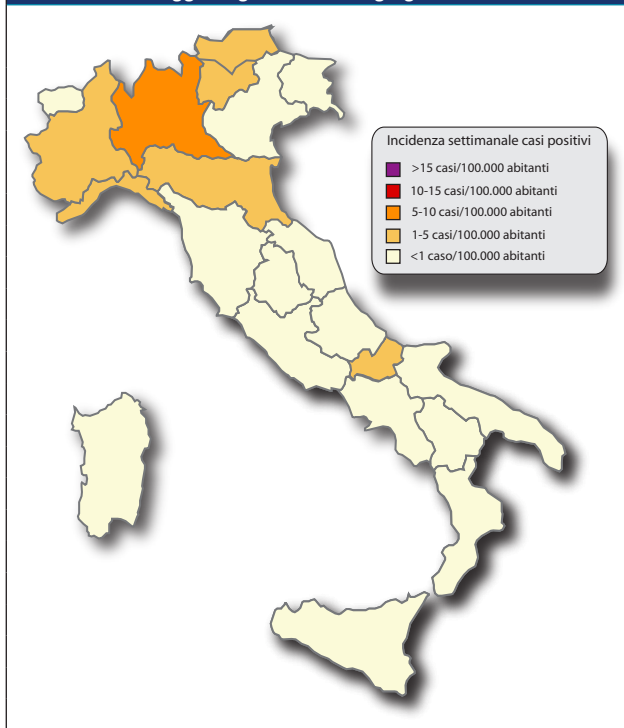 Incidenza settimanale casi positivi
>15 casi/100.000 abitanti
10-15 casi/100.000 abitanti
5-10 casi/100.000 abitanti
1-5 casi/100.000 abitanti
<1 caso/100.000 abitanti